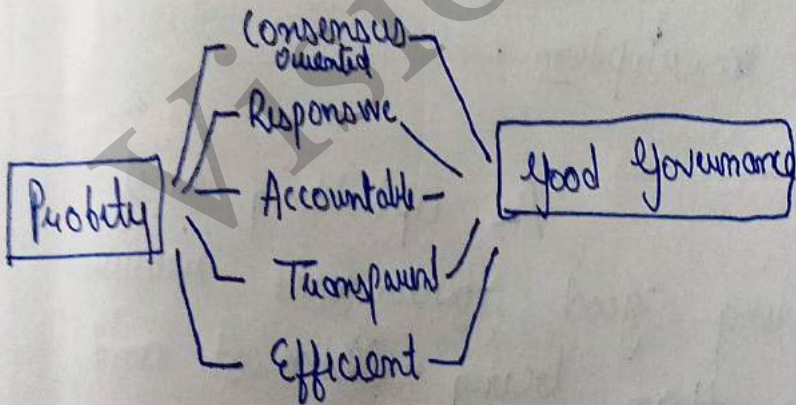 Consensus
oriented
Responsive
Probity
Accountable
Good Governance
Transparent
Efficient